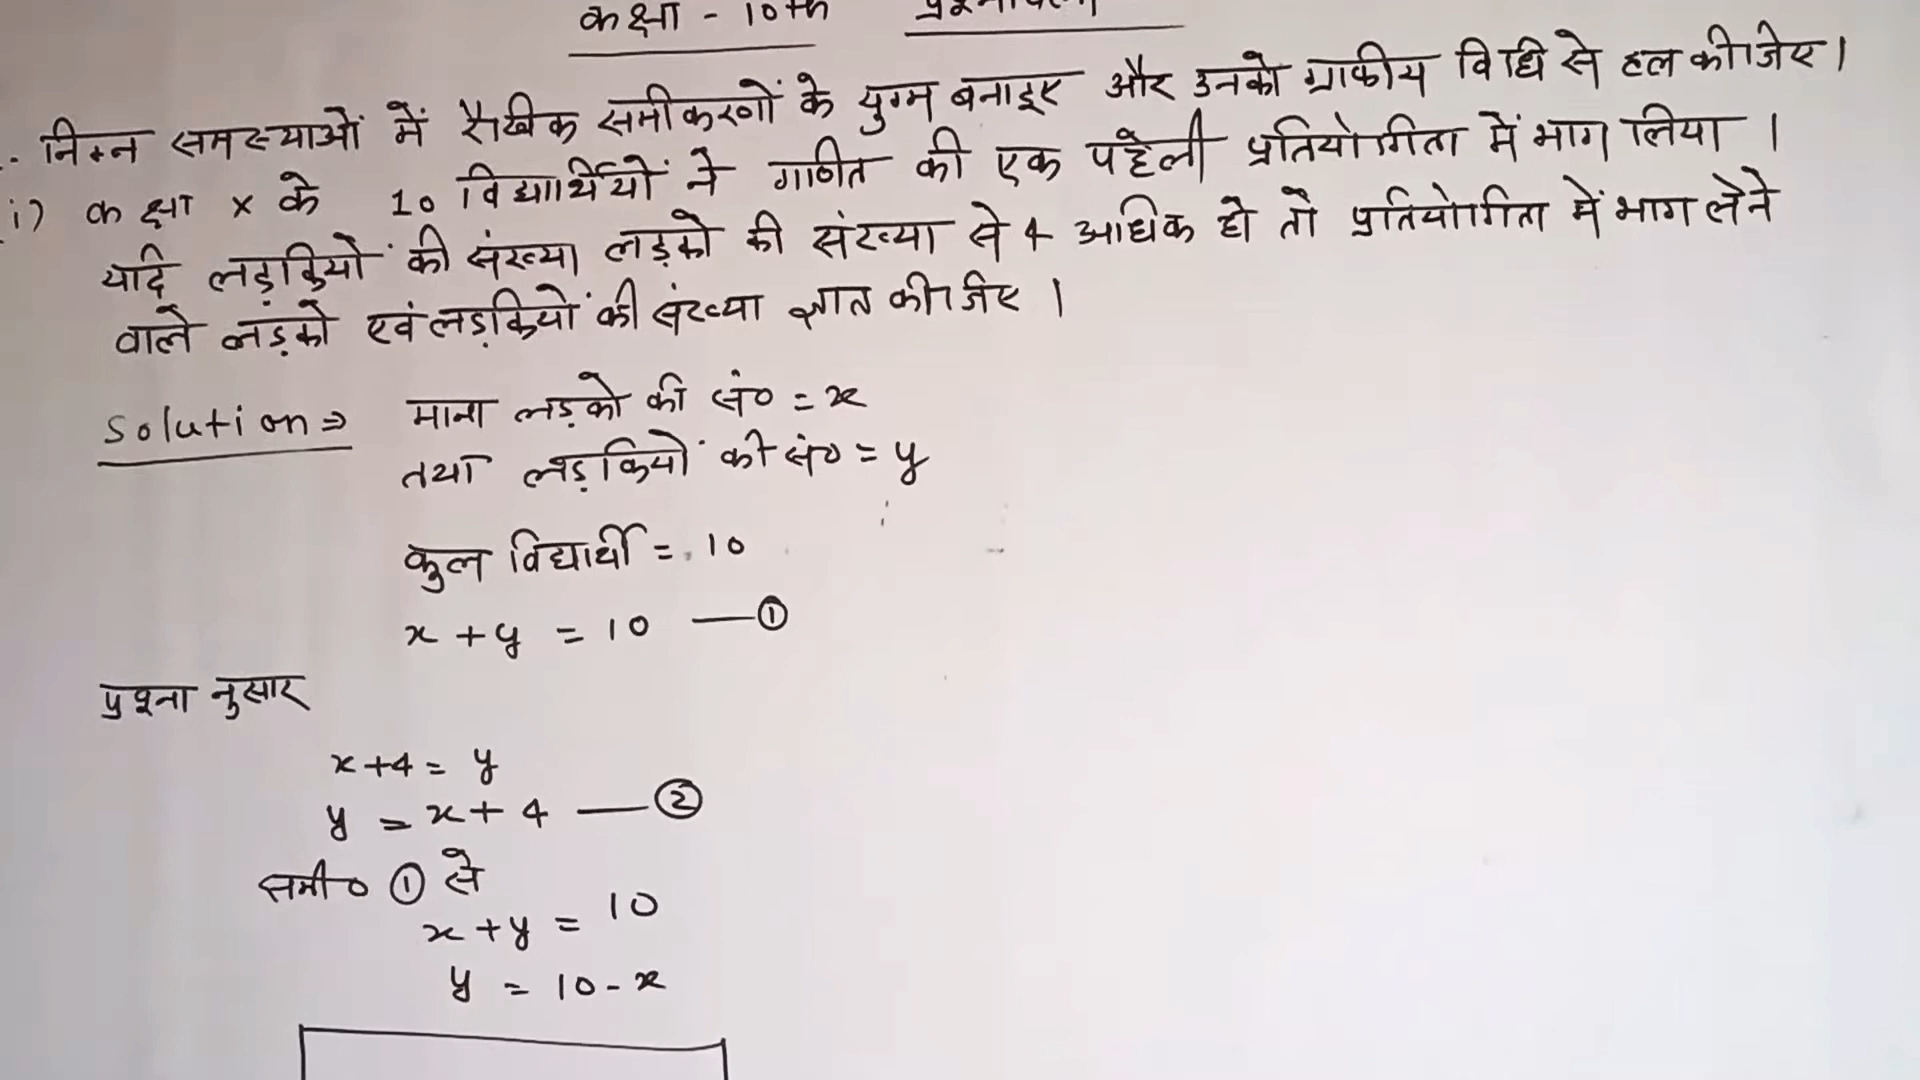 कक्षा - 10th
- निम्न समस्याओं में रैखिक समीकरणों के युग्म बनाइए और उनको ग्राफीय विधि से हल कीजिए।
i) कक्षा x के 10 विद्यार्थियों ने गणित की एक पहेली प्रतियोगिता में भाग लिया ।
यदि लड़कियों की संख्या लड़को की संख्या से 4 अधिक हो तो प्रतियोगिता में भाग लेने
वाले लड़को एवं लड़कियों की संख्या ज्ञात कीजिए ।
Solution ⇒ माना लड़को की सं० = x
तथा लड़कियों की सं० = y
कुल विद्यार्थी = 10
x + y = 10 — ①
प्रश्नानुसार
x + 4 = y
y = x + 4 — ②
समी० ① से
x + y = 10
y = 10 - x